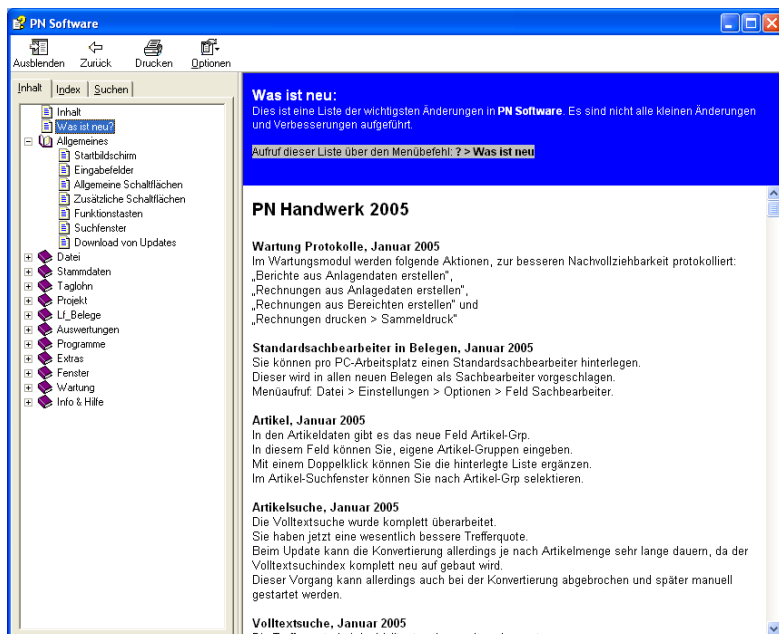 PN Software
Ausblenden Zurück Drucken Optionen
Inhalt Index Suchen
Inhalt
Was ist neu?
Allgemeines
Startbildschirm
Eingabefelder
Allgemeine Schaltflächen
Zusätzliche Schaltflächen
Funktionstasten
Suchfenster
Download von Updates
Datei
Stammdaten
Taglohn
Projekt
Lf_Belege
Auswertungen
Programme
Extras
Fenster
Wartung
Info & Hilfe
Was ist neu:
Dies ist eine Liste der wichtigsten Änderungen in PN Software. Es sind nicht alle kleinen Änderungen
und Verbesserungen aufgeführt.
Aufruf dieser Liste über den Menübefehl: ? > Was ist neu
PN Handwerk 2005
Wartung Protokolle, Januar 2005
Im Wartungsmodul werden folgende Aktionen, zur besseren Nachvollziehbarkeit protokolliert:
„Berichte aus Anlagendaten erstellen",
„Rechnungen aus Anlagedaten erstellen",
„Rechnungen aus Bereichten erstellen" und
„Rechnungen drucken > Sammeldruck"
Standardsachbearbeiter in Belegen, Januar 2005
Sie können pro PC-Arbeitsplatz einen Standardsachbearbeiter hinterlegen.
Dieser wird in allen neuen Belegen als Sachbearbeiter vorgeschlagen.
Menüaufruf: Datei > Einstellungen > Optionen > Feld Sachbearbeiter.
Artikel, Januar 2005
In den Artikeldaten gibt es das neue Feld Artikel-Grp.
In diesem Feld können Sie, eigene Artikel-Gruppen eingeben.
Mit einem Doppelklick können Sie die hinterlegte Liste ergänzen.
Im Artikel-Suchfenster können Sie nach Artikel-Grp selektieren.
Artikelsuche, Januar 2005
Die Volltextsuche wurde komplett überarbeitet.
Sie haben jetzt eine wesentlich bessere Trefferquote.
Beim Update kann die Konvertierung allerdings je nach Artikelmenge sehr lange dauern, da der
Volltextsuchindex komplett neu auf gebaut wird.
Dieser Vorgang kann allerdings auch bei der Konvertierung abgebrochen und später manuell
gestartet werden.
Volltextsuche, Januar 2005